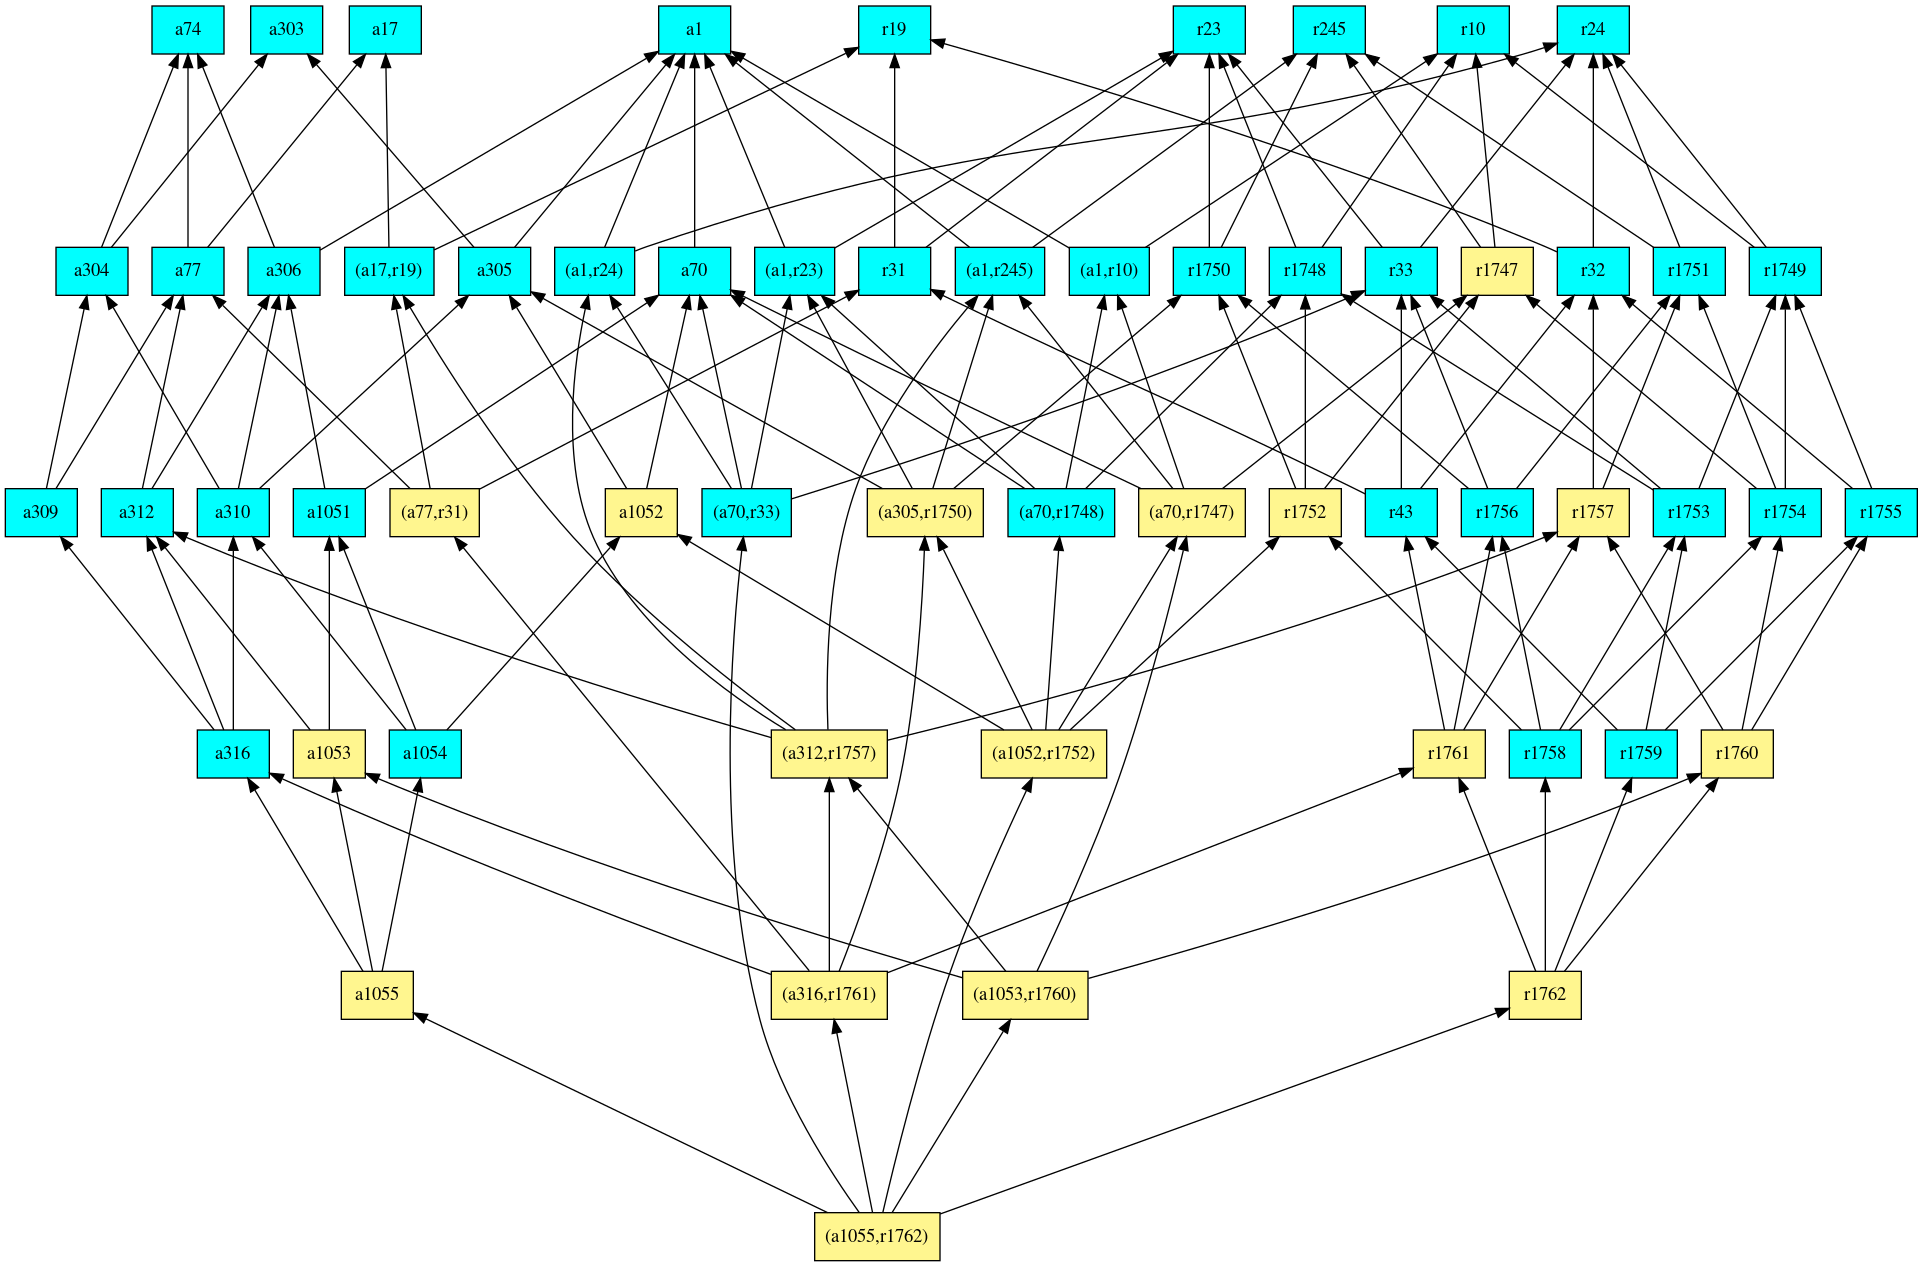 a74 a303 a17 a1 r19 r23 r245 r10 r24
a304 a77 a306 (a17,r19) a305 (a1,r24) a70 (a1,r23) r31 (a1,r245) (a1,r10) r1750 r1748 r33 r1747 r32 r1751 r1749
a309 a312 a310 a1051 (a77,r31) a1052 (a70,r33) (a305,r1750) (a70,r1748) (a70,r1747) r1752 r43 r1756 r1757 r1753 r1754 r1755
a316 a1053 a1054 (a312,r1757) (a1052,r1752) r1761 r1758 r1759 r1760
a1055 (a316,r1761) (a1053,r1760) r1762
(a1055,r1762)